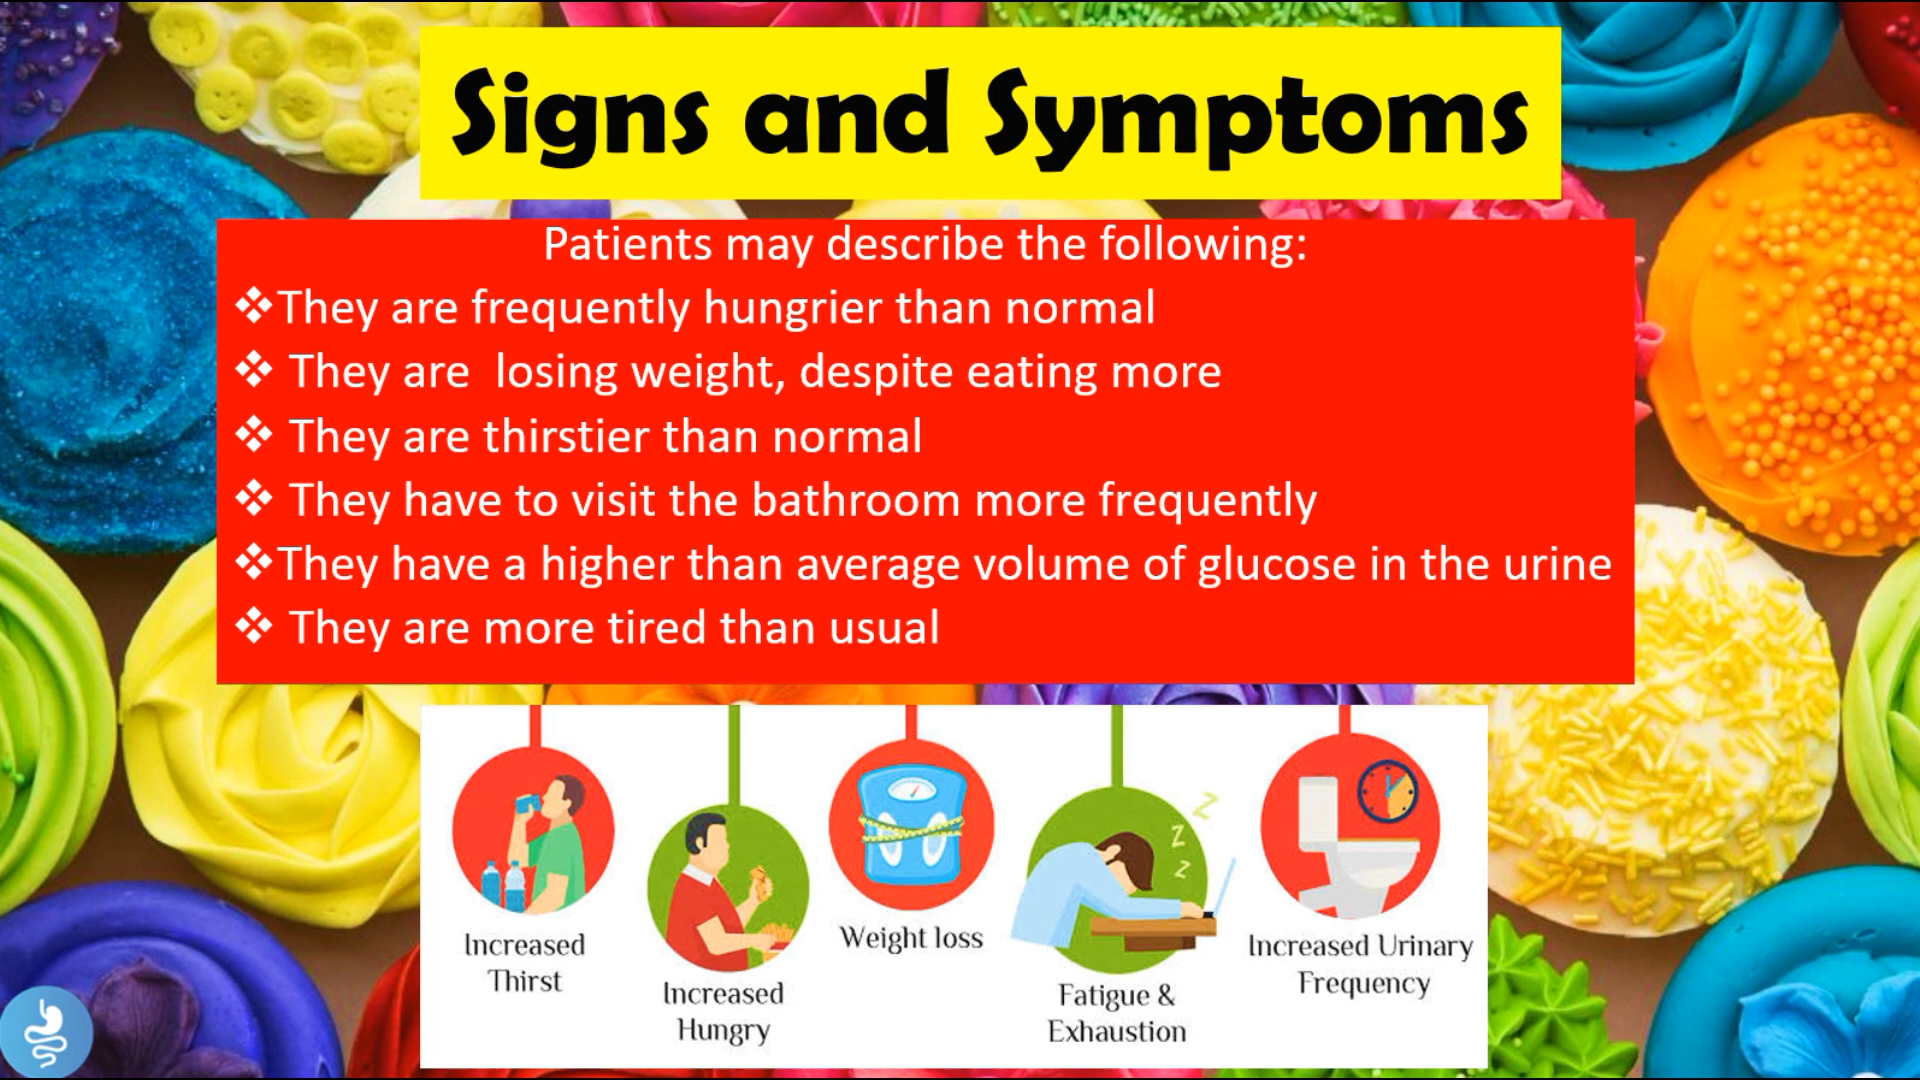 Signs and Symptoms
Patients may describe the following:
❖They are frequently hungrier than normal
❖ They are  losing weight, despite eating more
❖ They are thirstier than normal
❖ They have to visit the bathroom more frequently
❖They have a higher than average volume of glucose in the urine
❖ They are more tired than usual
Increased
Thirst
Increased
Hungry
Weight loss
Z
Z
Z
Fatigue &
Exhaustion
Increased Urinary
Frequency